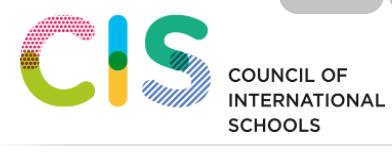 CIS
COUNCIL OF
INTERNATIONAL
SCHOOLS